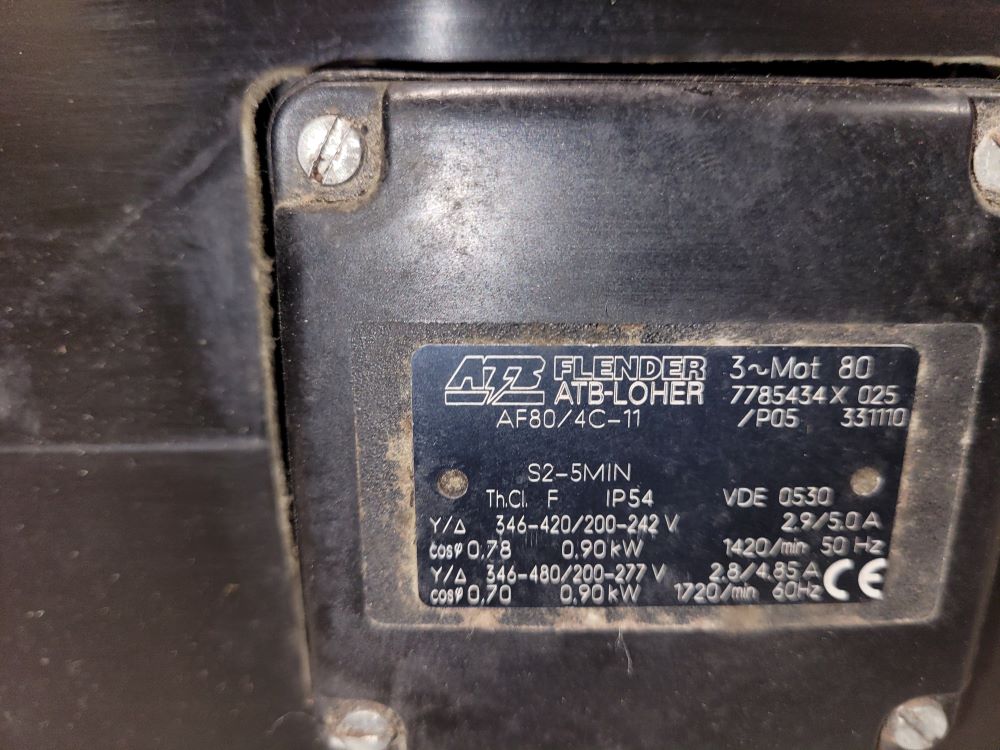 ATB FLENDER ATB-LOHER 3~Mot 80
7785434X 025
AF80/4C-11 /P05 331110
S2-5MIN
Th.Cl. F IP54 VDE 0530
Y/Δ 346-420/200-242 V 2.9/5.0 A
cosφ 0,78 0,90 kW 1420/min 50 Hz
Y/Δ 346-480/200-277 V 2.8/4.85 A
cosφ 0,70 0,90 kW 1720/min 60Hz CE